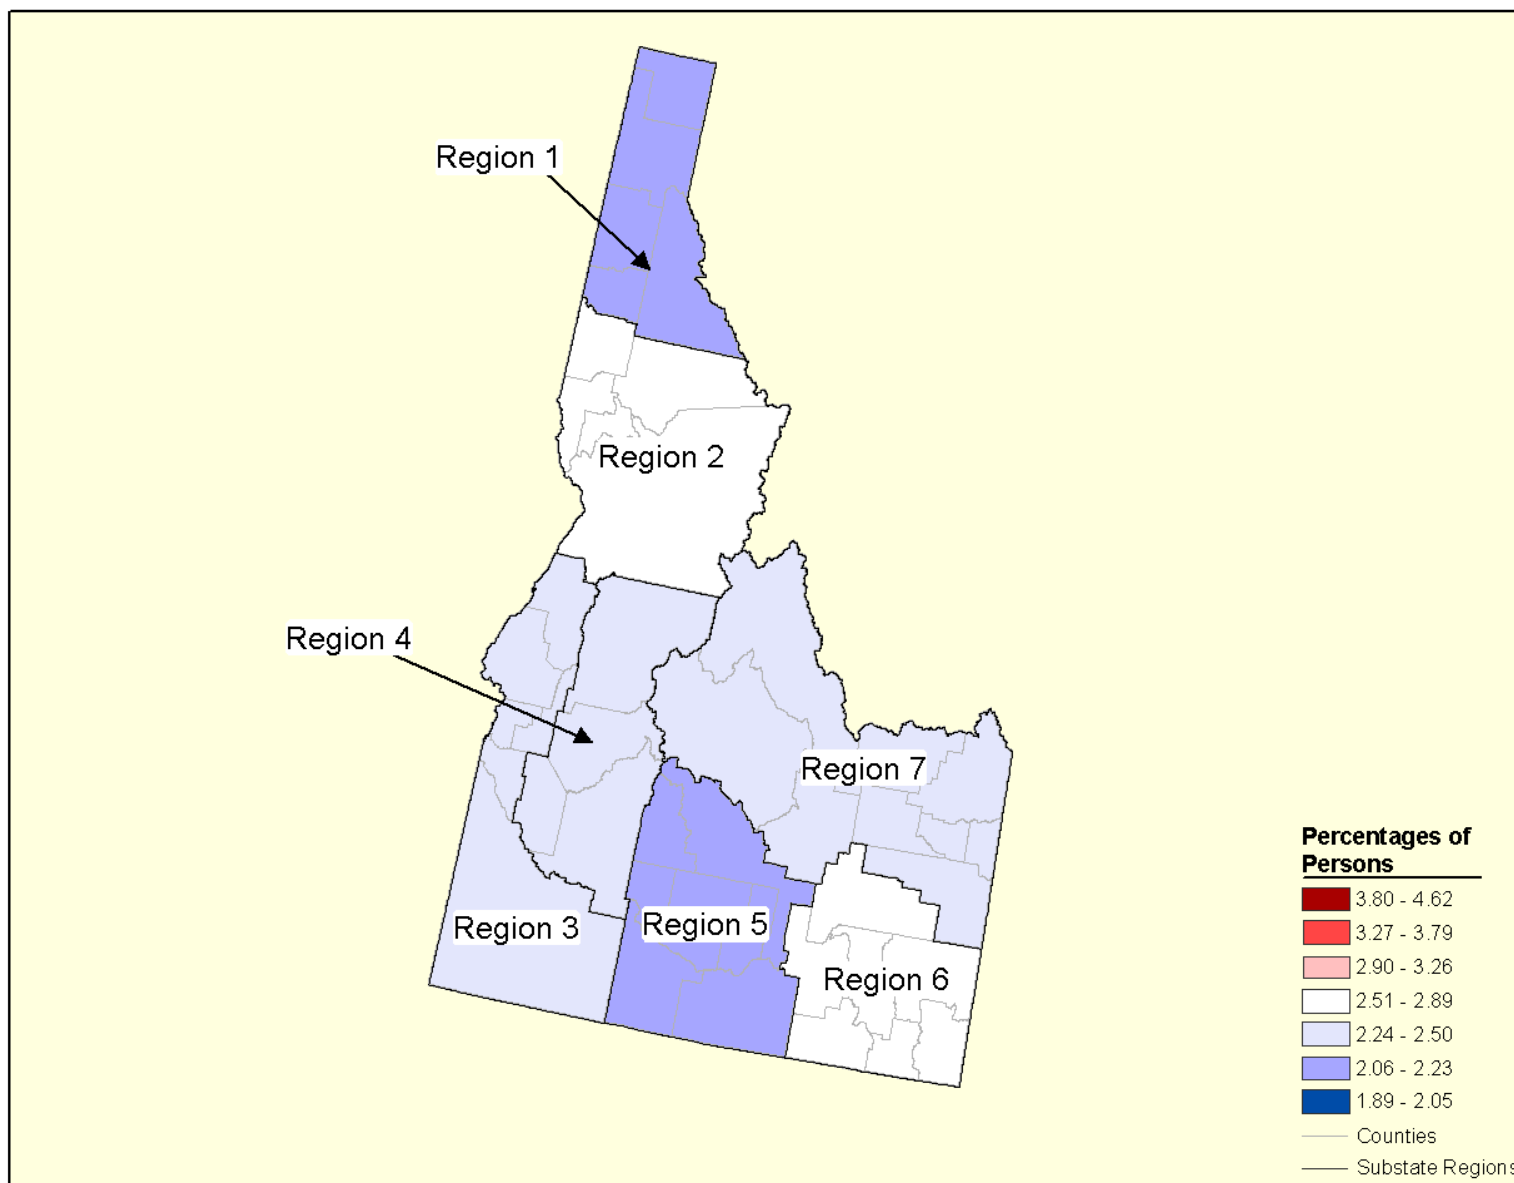 Region 1
Region 2
Region 4
Region 7
Region 3
Region 5
Region 6
Percentages of
Persons
3.80 - 4.62
3.27 - 3.79
2.90 - 3.26
2.51 - 2.89
2.24 - 2.50
2.06 - 2.23
1.89 - 2.05
Counties
Substate Regions